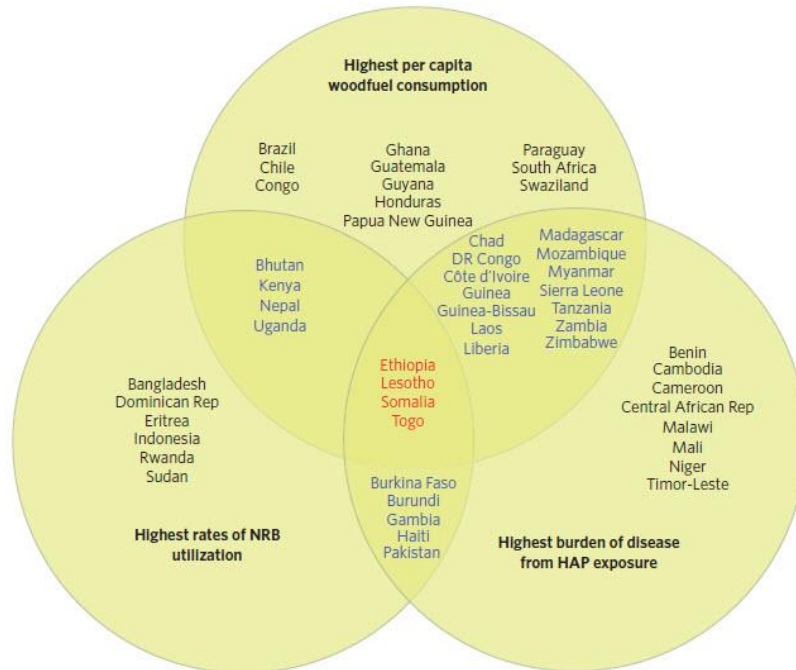 Highest per capita
woodfuel consumption
Brazil
Chile
Congo
Ghana
Guatemala
Guyana
Honduras
Papua New Guinea
Paraguay
South Africa
Swaziland
Bhutan
Kenya
Nepal
Uganda
Chad
DR Congo
Côte d'Ivoire
Guinea
Guinea-Bissau
Laos
Liberia
Madagascar
Mozambique
Myanmar
Sierra Leone
Tanzania
Zambia
Zimbabwe
Ethiopia
Lesotho
Somalia
Togo
Bangladesh
Dominican Rep
Eritrea
Indonesia
Rwanda
Sudan
Highest rates of NRB
utilization
Burkina Faso
Burundi
Gambia
Haiti
Pakistan
Benin
Cambodia
Cameroon
Central African Rep
Malawi
Mali
Niger
Timor-Leste
Highest burden of disease
from HAP exposure